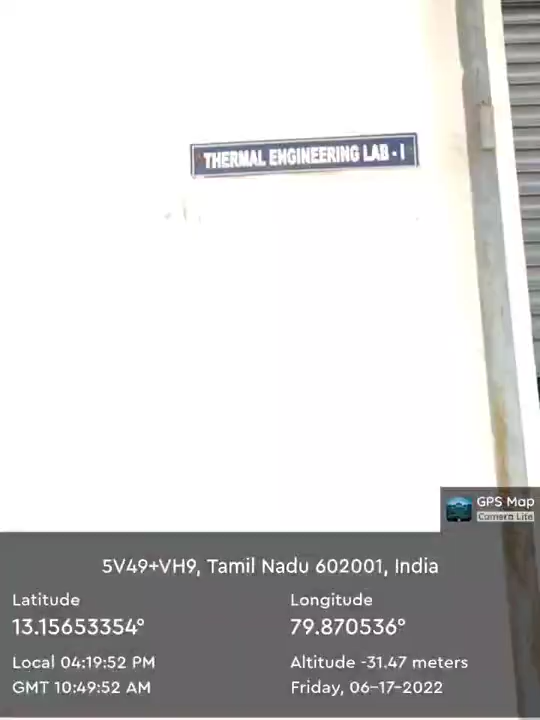 THERMAL ENGINEERING LAB - I
GPS Map
Camera Lite
5V49+VH9, Tamil Nadu 602001, India
Latitude
Longitude
13.15653354°
79.870536°
Local 04:19:52 PM
Altitude -31.47 meters
GMT 10:49:52 AM
Friday, 06-17-2022